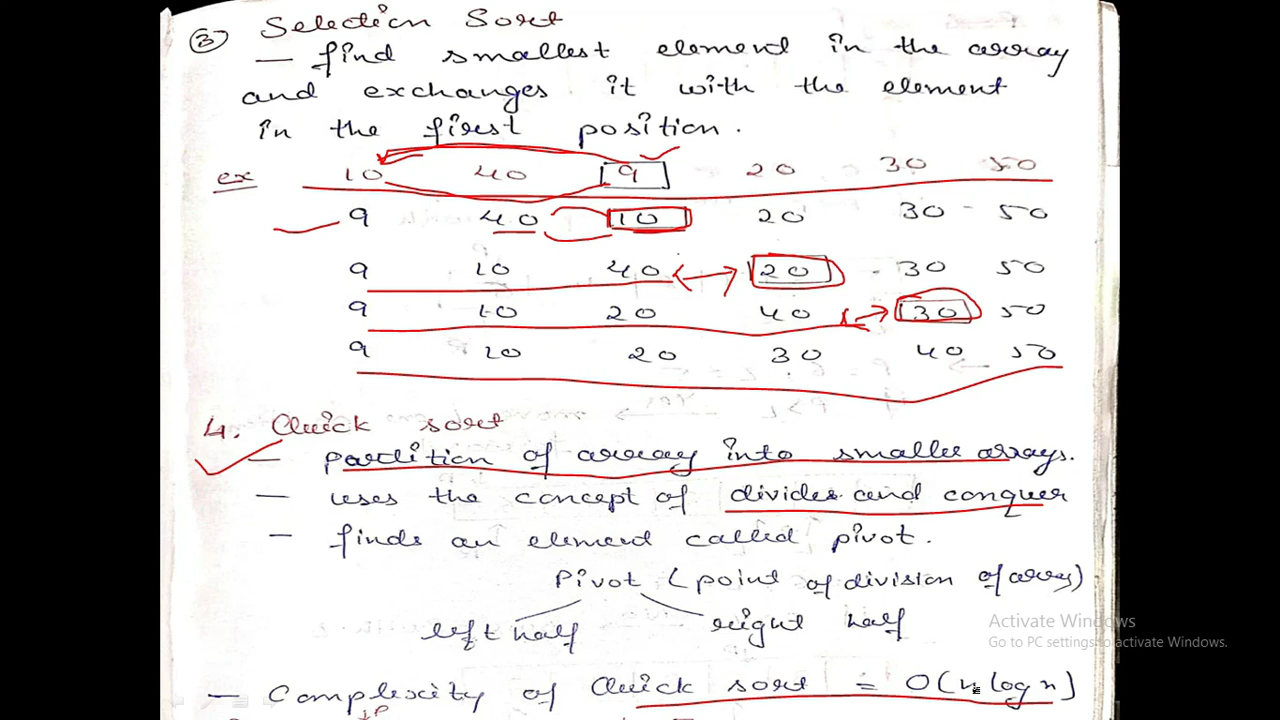 3 Selection Sort
— find smallest element in the array
and exchanges it with the element
in the first position.
ex 10 40 9 20 30 50
9 40 10 20 30 50
9 10 40 20 30 50
9 10 20 40 30 50
9 10 20 30 40 50
4. Quick sort
— partition of array into smaller arrays.
— uses the concept of divides and conquer
— finds an element called pivot.
Pivot (point of division of array)
left half right half
— Complexity of Quick sort = O(n log n)
Activate Windows
Go to PC settings to activate Windows.